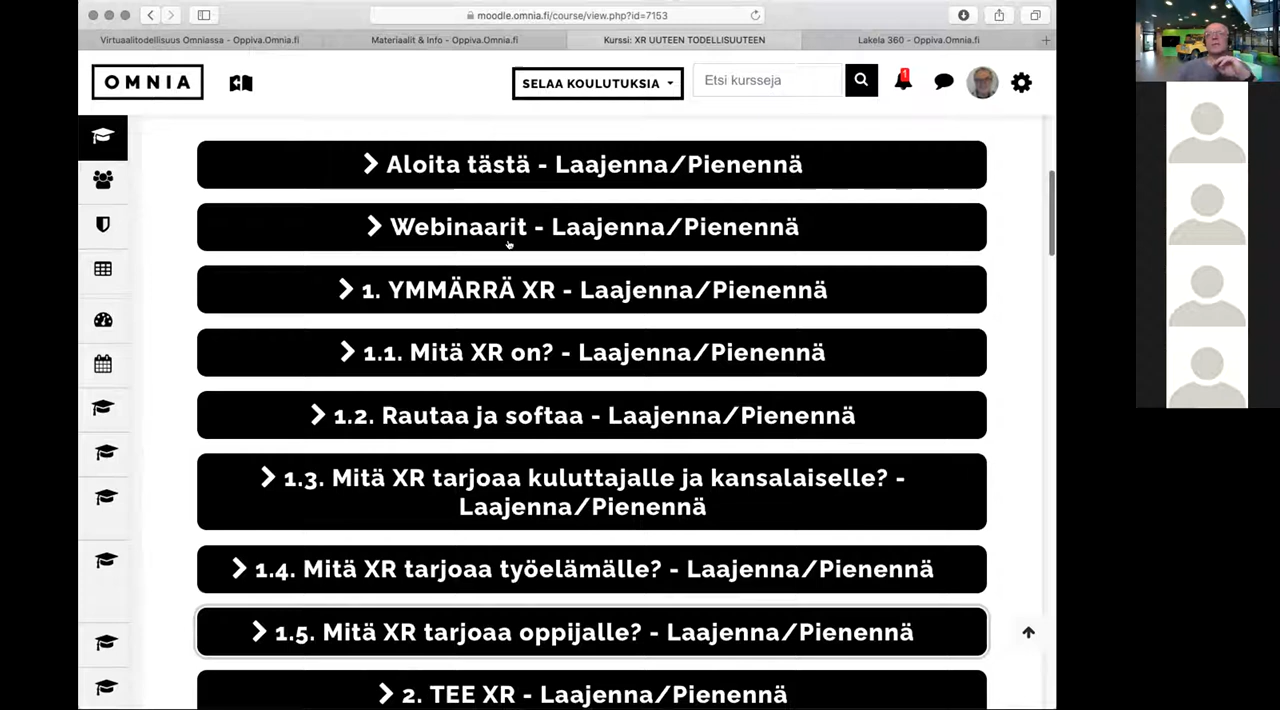 moodle.omnia.fi/course/view.php?id=7153
Virtuaalitodellisuus Omniassa - Oppiva.Omnia.fi
Materiaalit & Info - Oppiva.Omnia.fi
Kurssi: XR UUTEEN TODELLISUUTEEN
Lakela 360 - Oppiva.Omnia.fi
OMNIA
SELAA KOULUTUKSIA
Etsi kursseja
1
Aloita tästä - Laajenna/Pienennä
Webinaarit - Laajenna/Pienennä
1. YMMÄRRÄ XR - Laajenna/Pienennä
1.1. Mitä XR on? - Laajenna/Pienennä
1.2. Rautaa ja softaa - Laajenna/Pienennä
1.3. Mitä XR tarjoaa kuluttajalle ja kansalaiselle? -
Laajenna/Pienennä
1.4. Mitä XR tarjoaa työelämälle? - Laajenna/Pienennä
1.5. Mitä XR tarjoaa oppijalle? - Laajenna/Pienennä
2. TEE XR - Laajenna/Pienennä